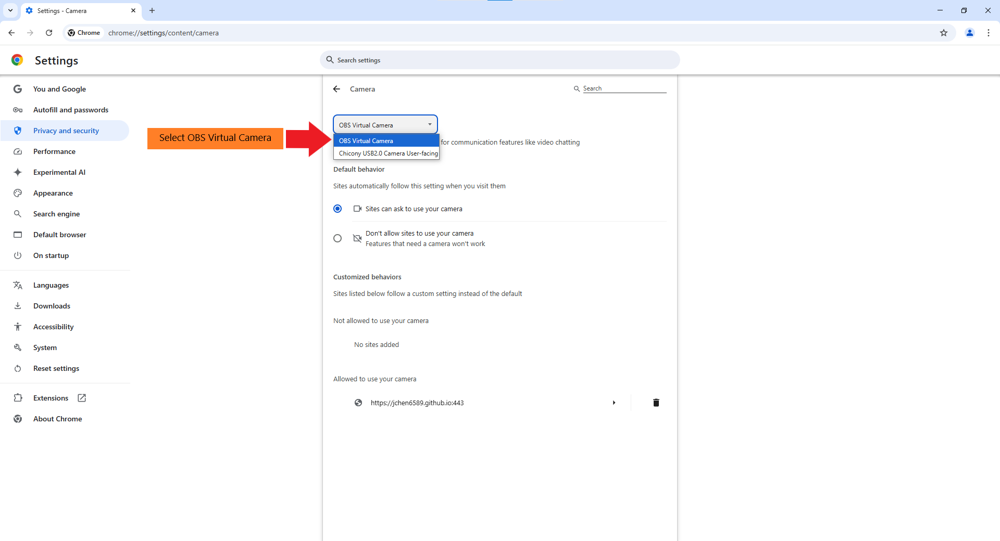 Settings - Camera
Chrome
chrome://settings/content/camera
Settings
Search settings
You and Google
Autofill and passwords
Privacy and security
Performance
Experimental AI
Appearance
Search engine
Default browser
On startup
Languages
Downloads
Accessibility
System
Reset settings
Extensions
About Chrome
Select OBS Virtual Camera
Camera
Search
OBS Virtual Camera
OBS Virtual Camera
for communication features like video chatting
Chicony USB2.0 Camera User-facing
Default behavior
Sites automatically follow this setting when you visit them
Sites can ask to use your camera
Don't allow sites to use your camera
Features that need a camera won't work
Customized behaviors
Sites listed below follow a custom setting instead of the default
Not allowed to use your camera
No sites added
Allowed to use your camera
https://jchen6589.github.io:443